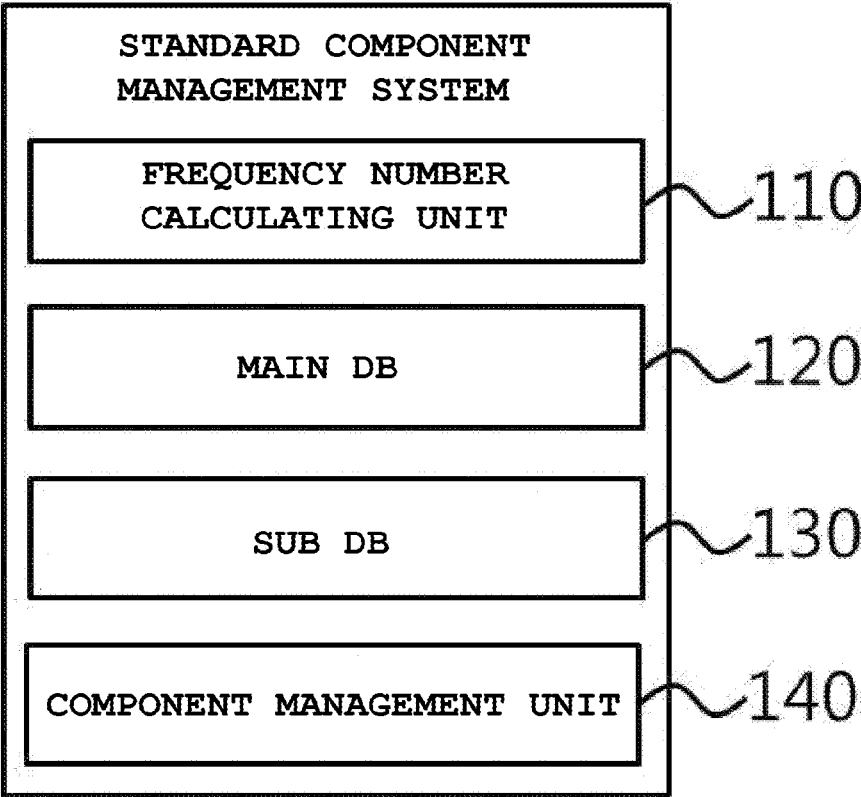 STANDARD COMPONENT
MANAGEMENT SYSTEM
FREQUENCY NUMBER
CALCULATING UNIT
110
MAIN DB
120
SUB DB
130
COMPONENT MANAGEMENT UNIT
140